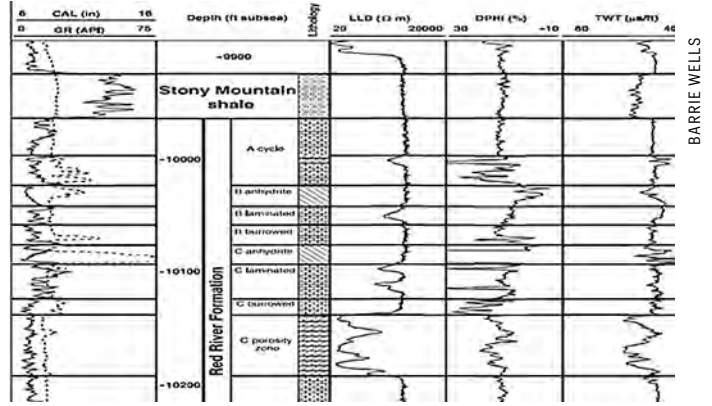 6 CAL (in) 16
0 GR (API) 75
Depth (ft subsea)
Lithology
LLD (Ω m)
20 20000
DPHI (%)
30 -10
TWT (µs/ft)
80 40
-9900
Stony Mountain
shale
Red River Formation
A cycle
-10000
B anhydrite
B laminated
B burrowed
C anhydrite
-10100
C laminated
C burrowed
C porosity
zone
-10200
BARRIE WELLS